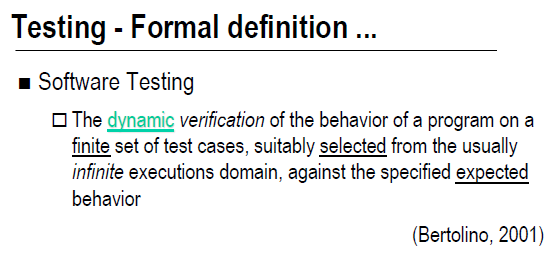 Testing - Formal definition ...
■ Software Testing
□ The dynamic verification of the behavior of a program on a
finite set of test cases, suitably selected from the usually
infinite executions domain, against the specified expected
behavior
(Bertolino, 2001)